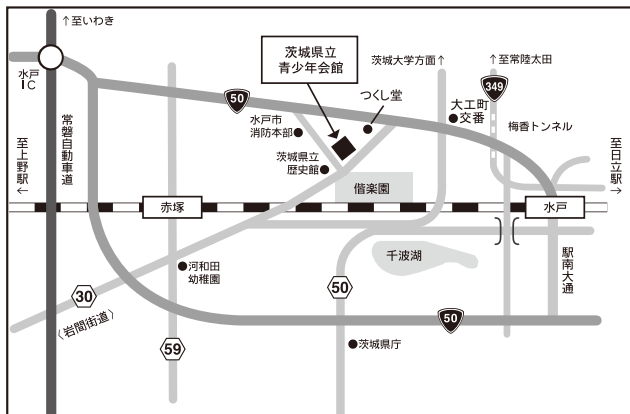 ↑至いわき
水戸
IC
常磐自動車道
至上野駅
↓
50
茨城県立
青少年会館
つくし堂
水戸市
消防本部
茨城県立
歴史館
茨城大学方面↑
↑至常陸太田
349
大工町
交番
梅香トンネル
至日立駅
↓
偕楽園
赤塚
水戸
千波湖
駅南大通
河和田
幼稚園
30
〈岩間街道〉
59
50
50
茨城県庁